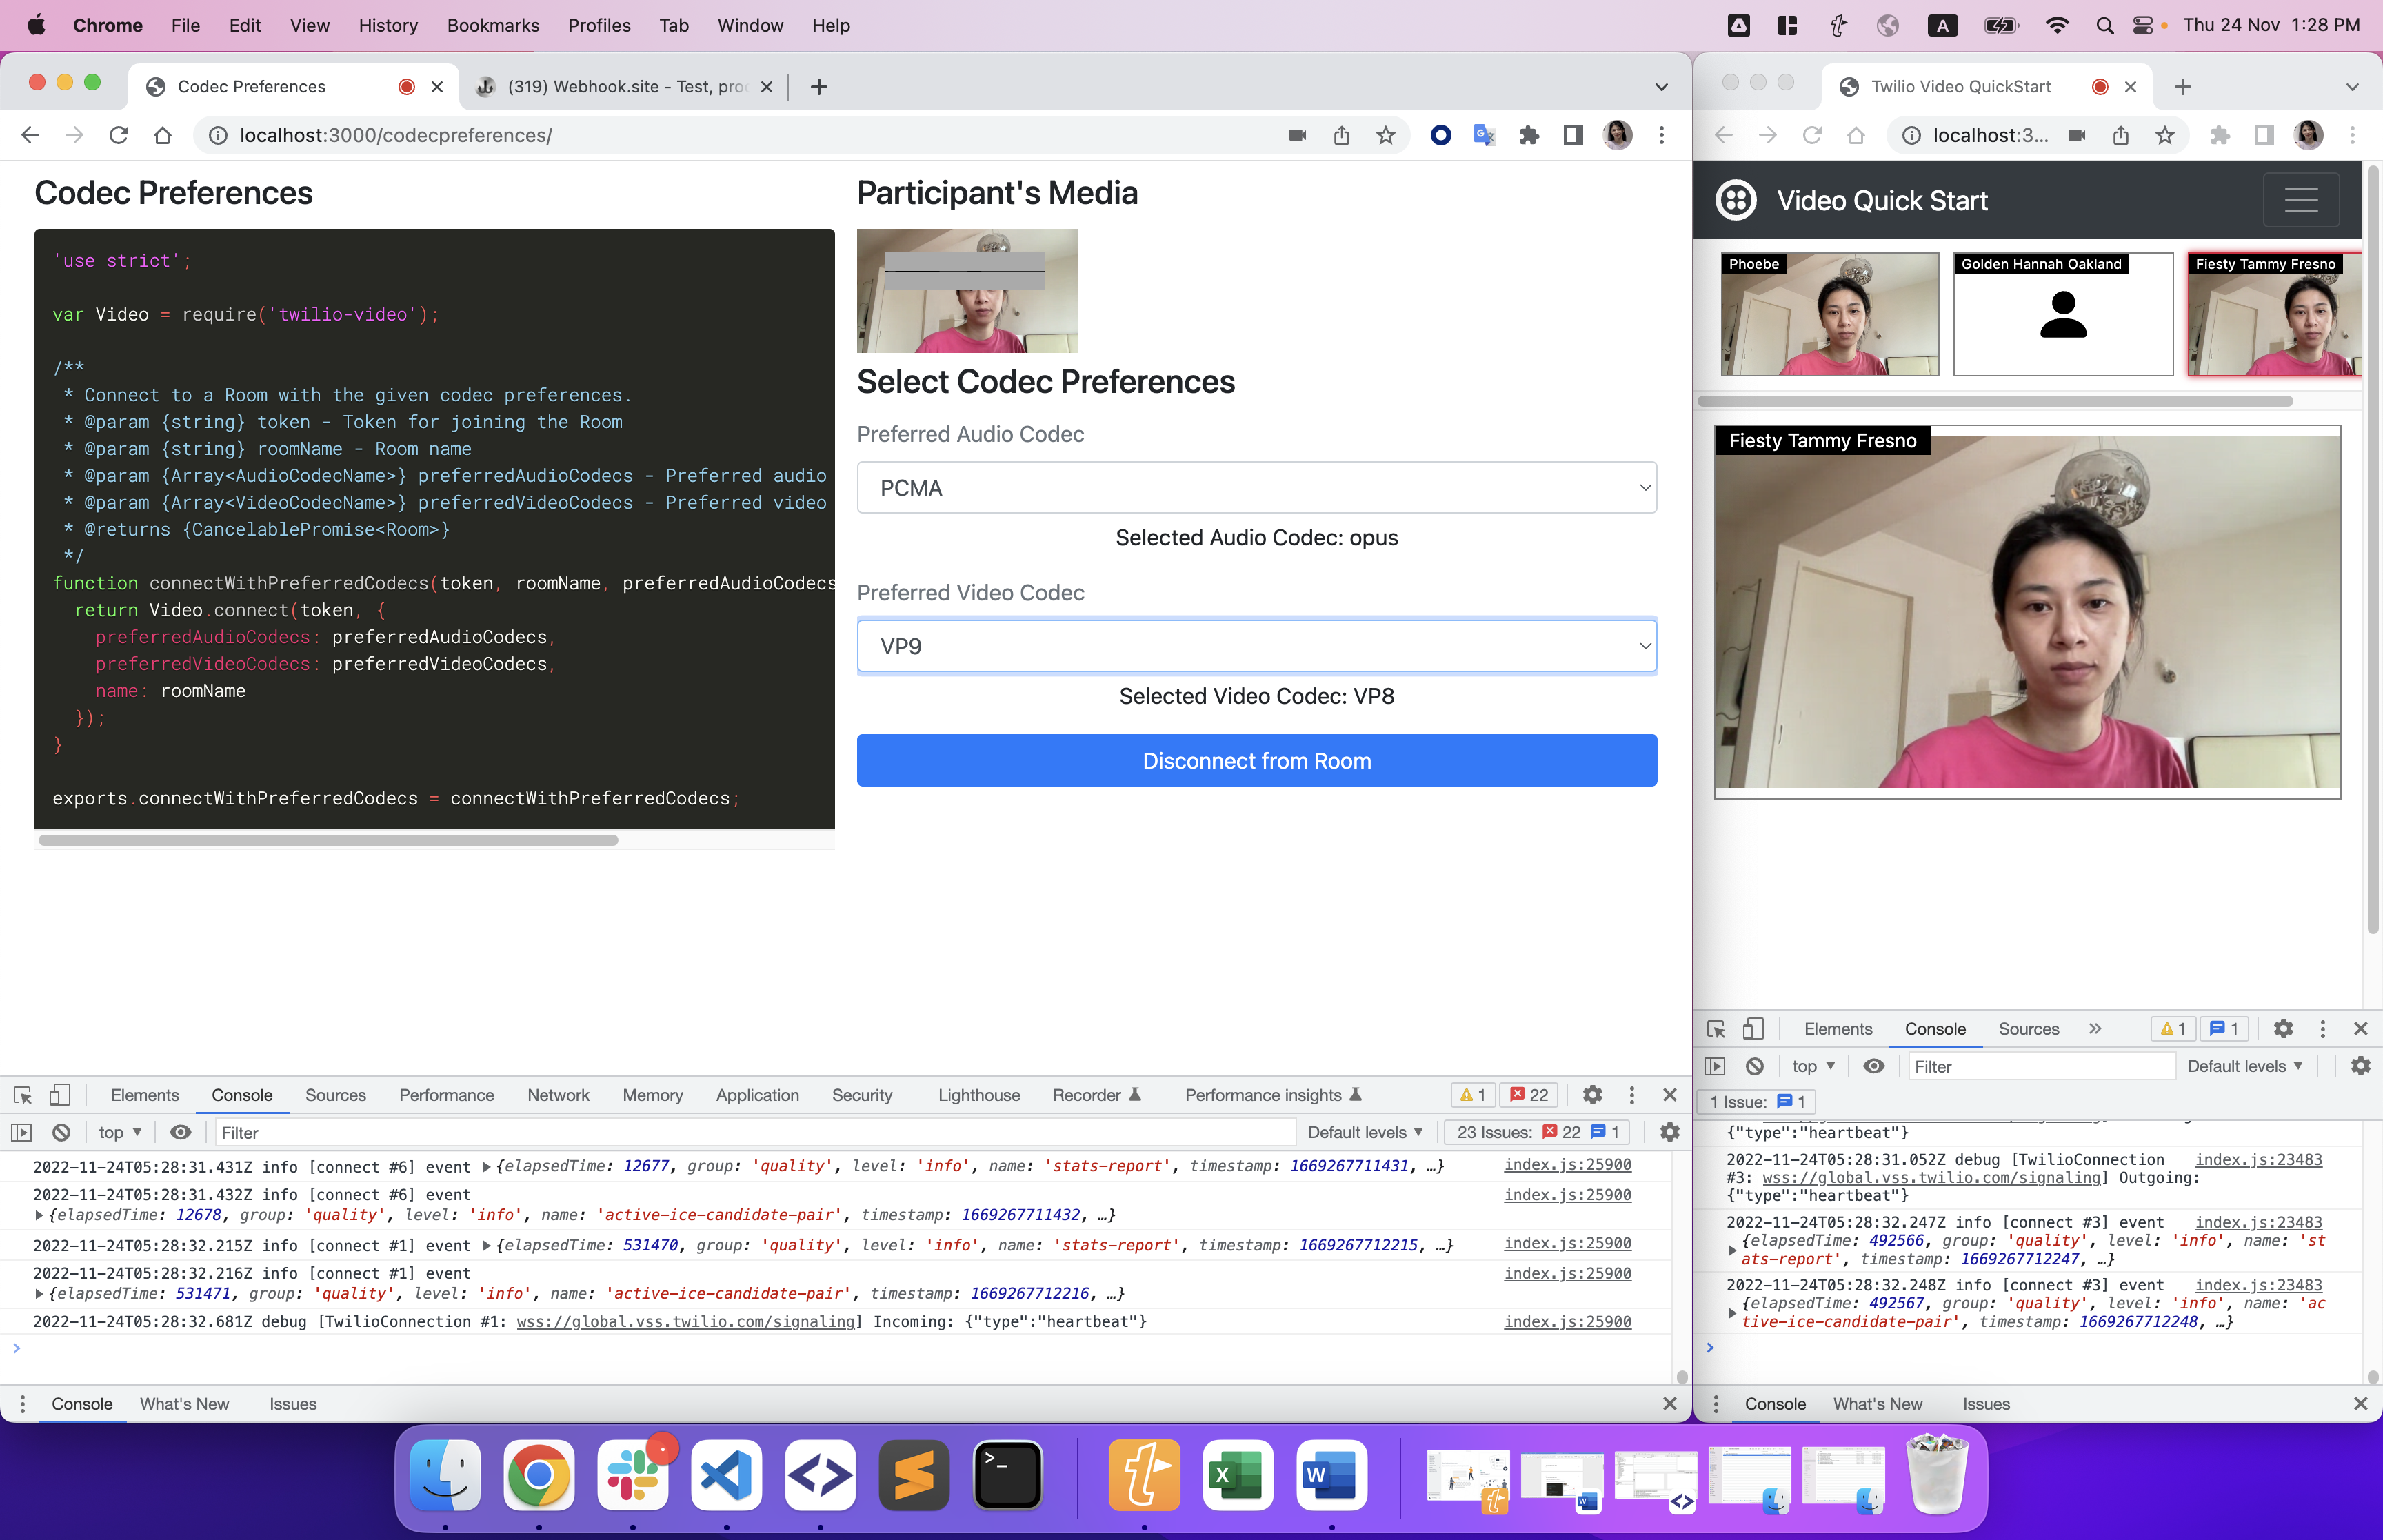 Chrome File Edit View History Bookmarks Profiles Tab Window Help
A Thu 24 Nov 1:28 PM
Codec Preferences
(319) Webhook.site - Test, pro
localhost:3000/codecpreferences/
Codec Preferences
'use strict';
var Video = require('twilio-video');
/**
* Connect to a Room with the given codec preferences.
* @param {string} token - Token for joining the Room
* @param {string} roomName - Room name
* @param {Array<AudioCodecName>} preferredAudioCodecs - Preferred audio
* @param {Array<VideoCodecName>} preferredVideoCodecs - Preferred video
* @returns {CancelablePromise<Room>}
*/
function connectWithPreferredCodecs(token, roomName, preferredAudioCodecs
return Video.connect(token, {
preferredAudioCodecs: preferredAudioCodecs,
preferredVideoCodecs: preferredVideoCodecs,
name: roomName
});
}
exports.connectWithPreferredCodecs = connectWithPreferredCodecs;
Participant's Media
Select Codec Preferences
Preferred Audio Codec
PCMA
Selected Audio Codec: opus
Preferred Video Codec
VP9
Selected Video Codec: VP8
Disconnect from Room
Elements Console Sources Performance Network Memory Application Security Lighthouse Recorder Performance insights 1 22
top Filter Default levels 23 Issues: 22 1
2022-11-24T05:28:31.431Z info [connect #6] event {elapsedTime: 12677, group: 'quality', level: 'info', name: 'stats-report', timestamp: 1669267711431, …} index.js:25900
2022-11-24T05:28:31.432Z info [connect #6] event index.js:25900
{elapsedTime: 12678, group: 'quality', level: 'info', name: 'active-ice-candidate-pair', timestamp: 1669267711432, …}
2022-11-24T05:28:32.215Z info [connect #1] event {elapsedTime: 531470, group: 'quality', level: 'info', name: 'stats-report', timestamp: 1669267712215, …} index.js:25900
2022-11-24T05:28:32.216Z info [connect #1] event index.js:25900
{elapsedTime: 531471, group: 'quality', level: 'info', name: 'active-ice-candidate-pair', timestamp: 1669267712216, …}
2022-11-24T05:28:32.681Z debug [TwilioConnection #1: wss://global.vss.twilio.com/signaling] Incoming: {"type":"heartbeat"} index.js:25900
Console What's New Issues
Twilio Video QuickStart
localhost:3...
Video Quick Start
Phoebe
Golden Hannah Oakland
Fiesty Tammy Fresno
Fiesty Tammy Fresno
Elements Console Sources 1 1
top Filter Default levels
1 Issue: 1
{"type":"heartbeat"}
2022-11-24T05:28:31.052Z debug [TwilioConnection index.js:23483
#3: wss://global.vss.twilio.com/signaling] Outgoing:
{"type":"heartbeat"}
2022-11-24T05:28:32.247Z info [connect #3] event index.js:23483
{elapsedTime: 492566, group: 'quality', level: 'info', name: 'st
ats-report', timestamp: 1669267712247, …}
2022-11-24T05:28:32.248Z info [connect #3] event index.js:23483
{elapsedTime: 492567, group: 'quality', level: 'info', name: 'ac
tive-ice-candidate-pair', timestamp: 1669267712248, …}
Console What's New Issues